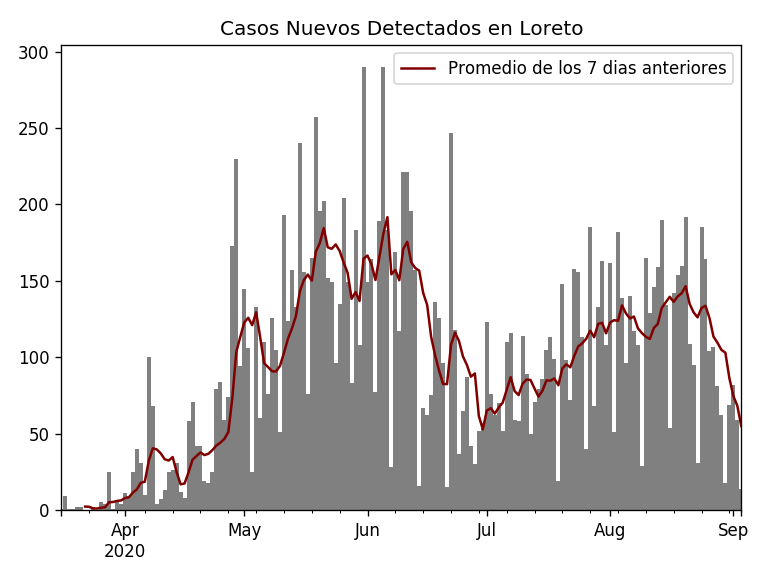 Casos Nuevos Detectados en Loreto
Promedio de los 7 dias anteriores
300
250
200
150
100
50
0
Apr May Jun Jul Aug Sep
2020